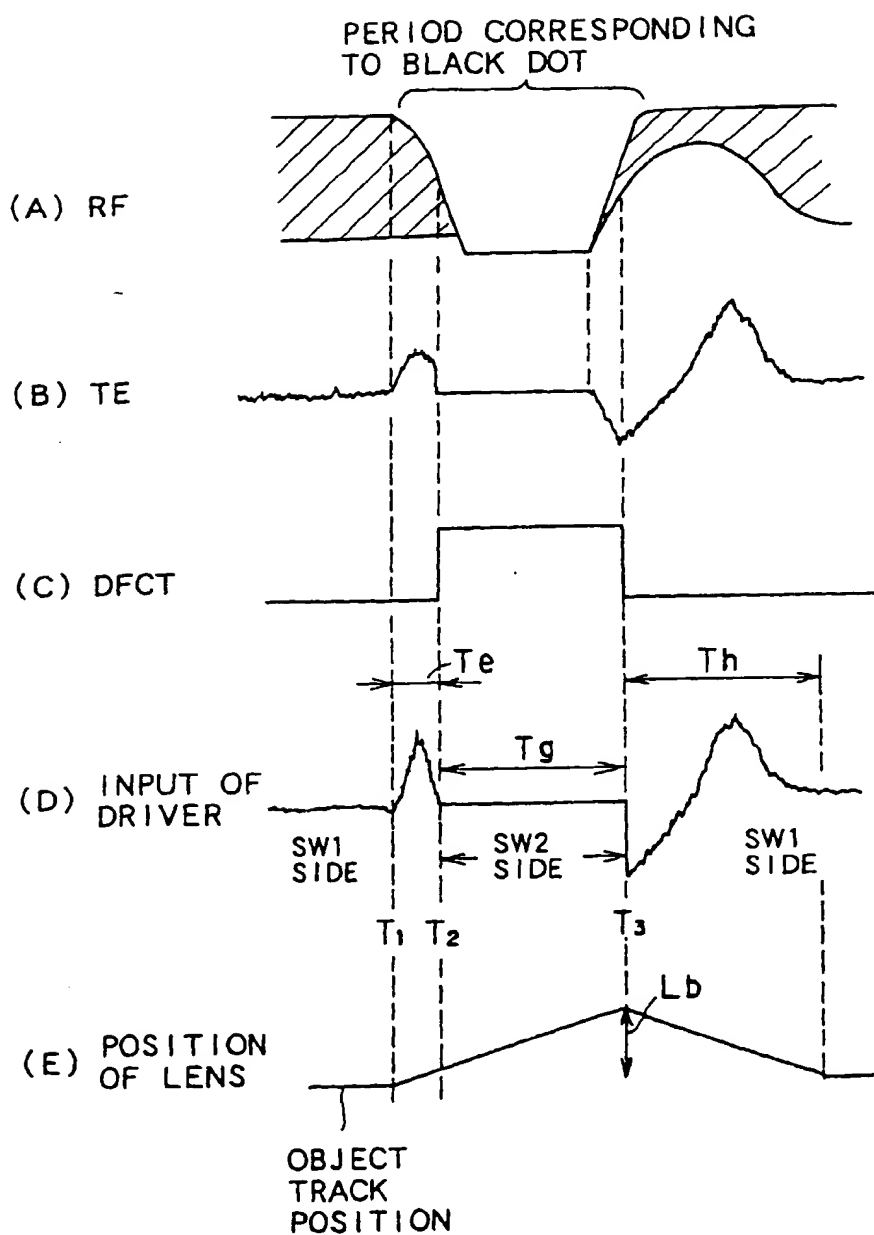 PERIOD CORRESPONDING
TO BLACK DOT
(A) RF
(B) TE
(C) DFCT
Te
Th
Tg
(D) INPUT OF
DRIVER
SW1
SIDE
SW2
SIDE
SW1
SIDE
T1
T2
T3
Lb
(E) POSITION
OF LENS
OBJECT
TRACK
POSITION